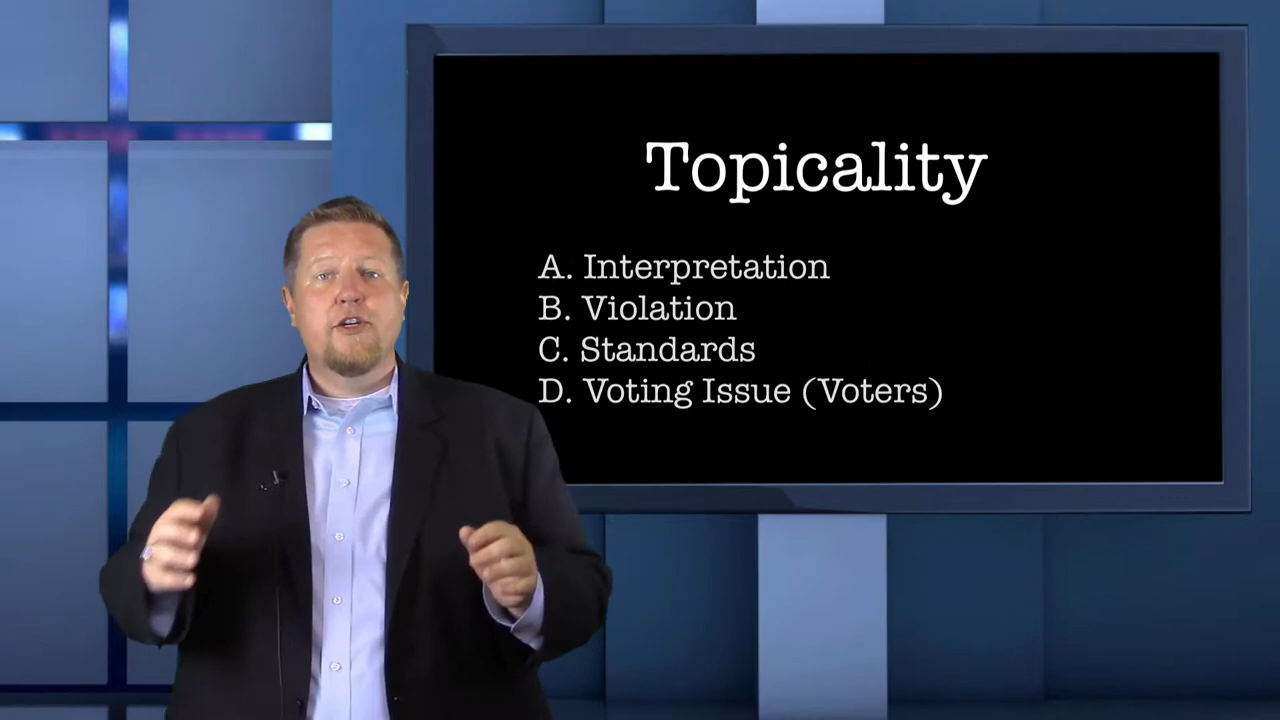 Topicality
A. Interpretation
B. Violation
C. Standards
D. Voting Issue (Voters)